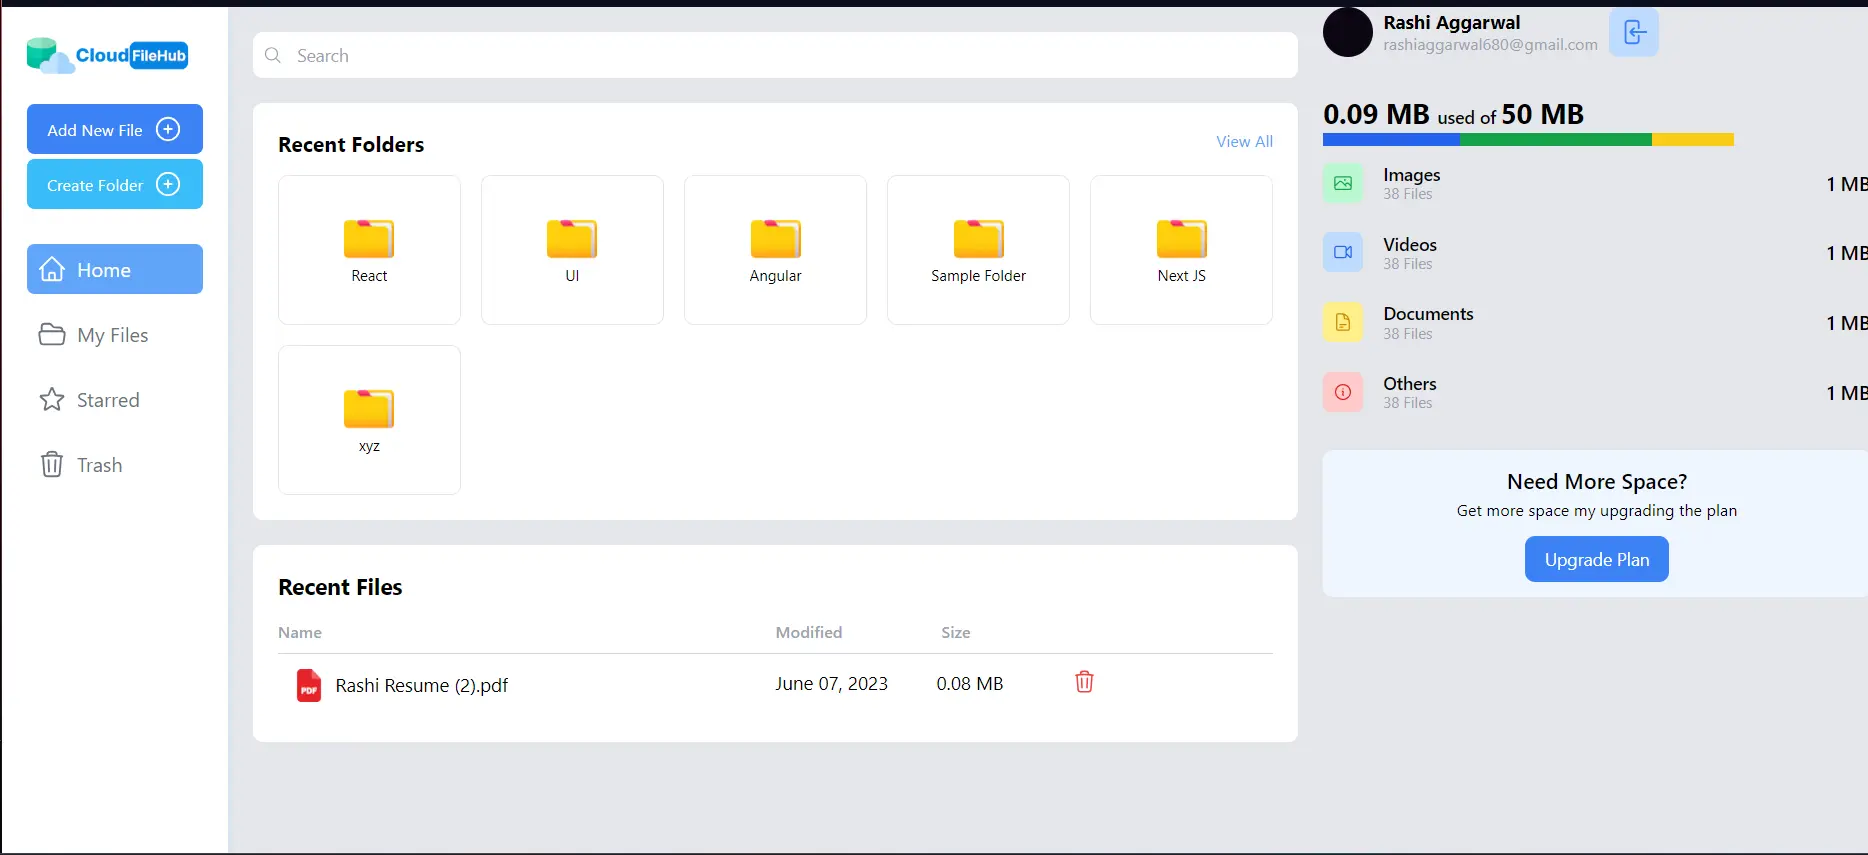 Cloud FileHub
Add New File
Create Folder
Home
My Files
Starred
Trash
Search
Recent Folders
View All
React
UI
Angular
Sample Folder
Next JS
xyz
Recent Files
Name Modified Size
PDF Rashi Resume (2).pdf June 07, 2023 0.08 MB
Rashi Aggarwal
rashiaggarwal680@gmail.com
0.09 MB used of 50 MB
Images
38 Files
1 MB
Videos
38 Files
1 MB
Documents
38 Files
1 MB
Others
38 Files
1 MB
Need More Space?
Get more space my upgrading the plan
Upgrade Plan